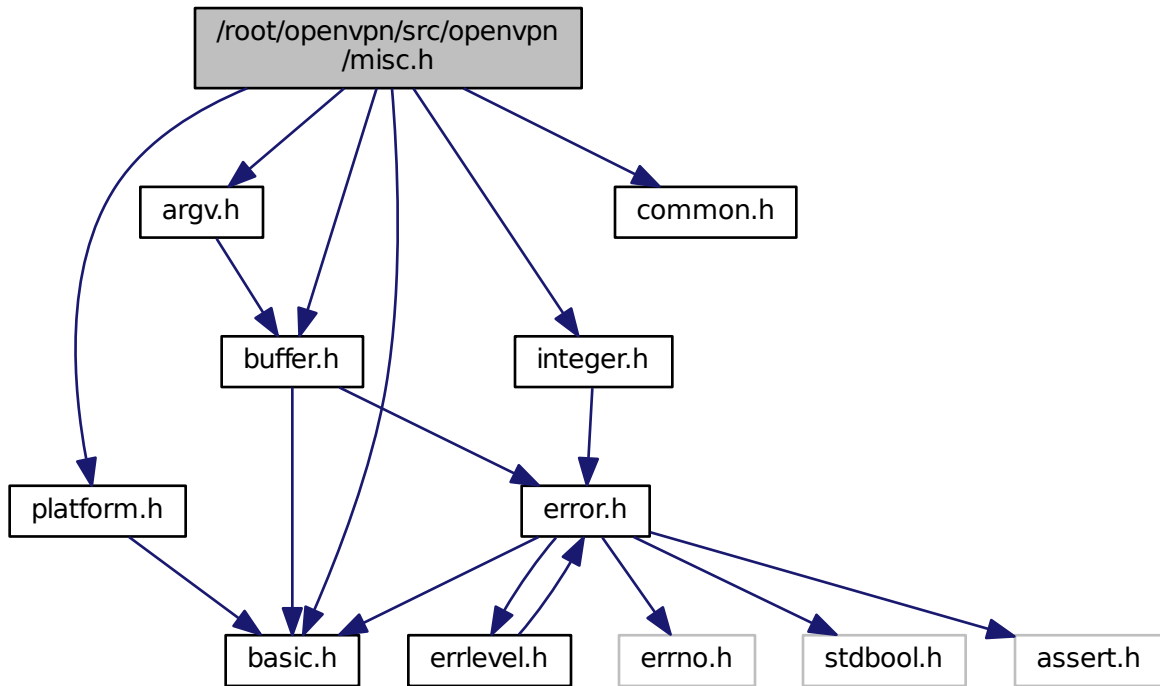 /root/openvpn/src/openvpn
/misc.h
argv.h
common.h
buffer.h
integer.h
platform.h
error.h
basic.h
errlevel.h
errno.h
stdbool.h
assert.h